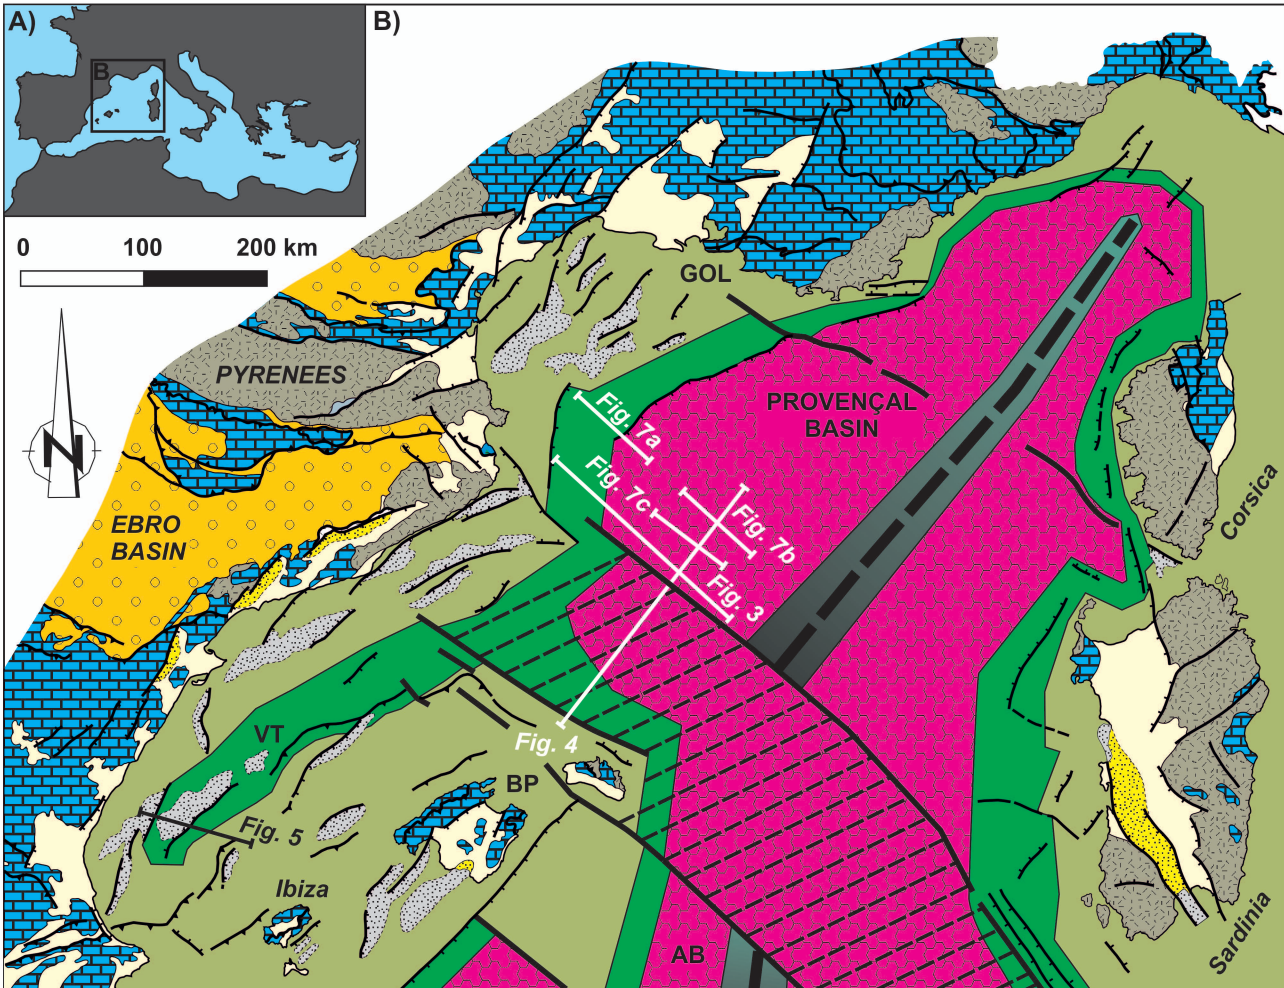 A)
B)
B
0
100
200 km
N
GOL
PYRENEES
PROVENÇAL
BASIN
Fig. 7a
Fig. 7c
Fig. 7b
Fig. 3
EBRO
BASIN
Corsica
VT
Fig. 4
BP
Fig. 5
Ibiza
AB
Sardinia